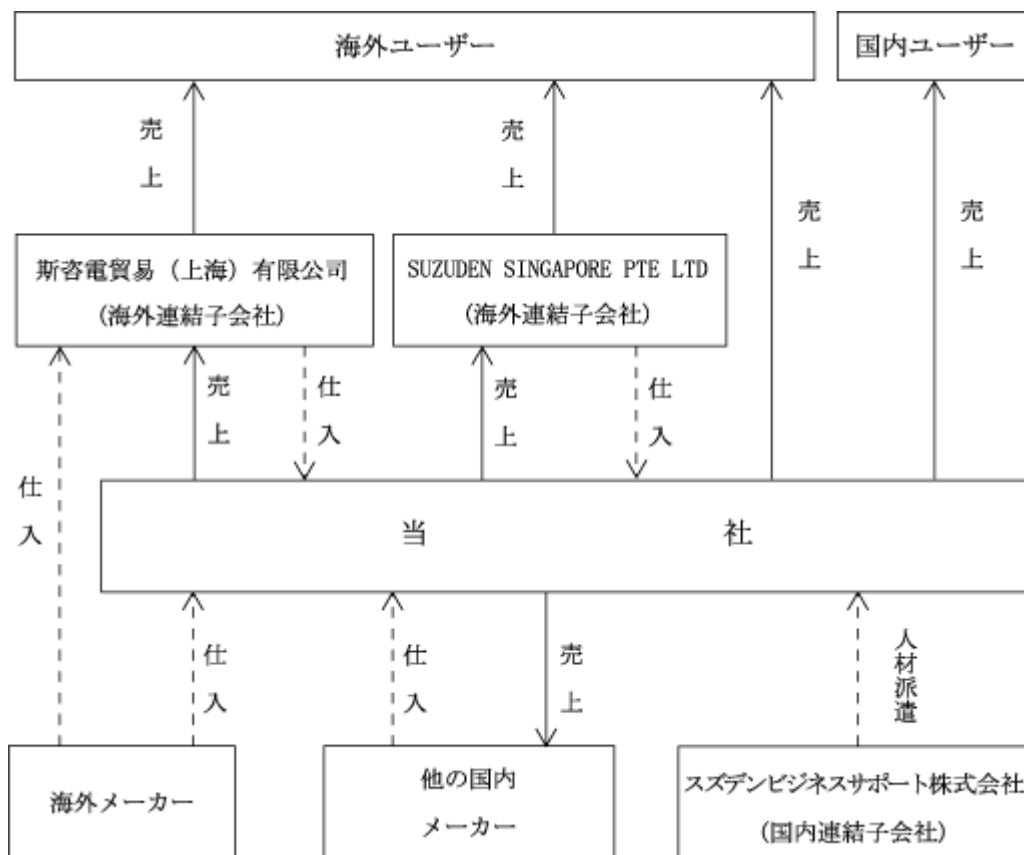 海外ユーザー
国内ユーザー
売上
売上
売上
売上
斯咨電貿易（上海）有限公司
(海外連結子会社)
SUZUDEN SINGAPORE PTE LTD
(海外連結子会社)
売上
仕入
売上
仕入
仕入
当社
仕入
仕入
売上
人材派遣
海外メーカー
他の国内
メーカー
スズデンビジネスサポート株式会社
(国内連結子会社)